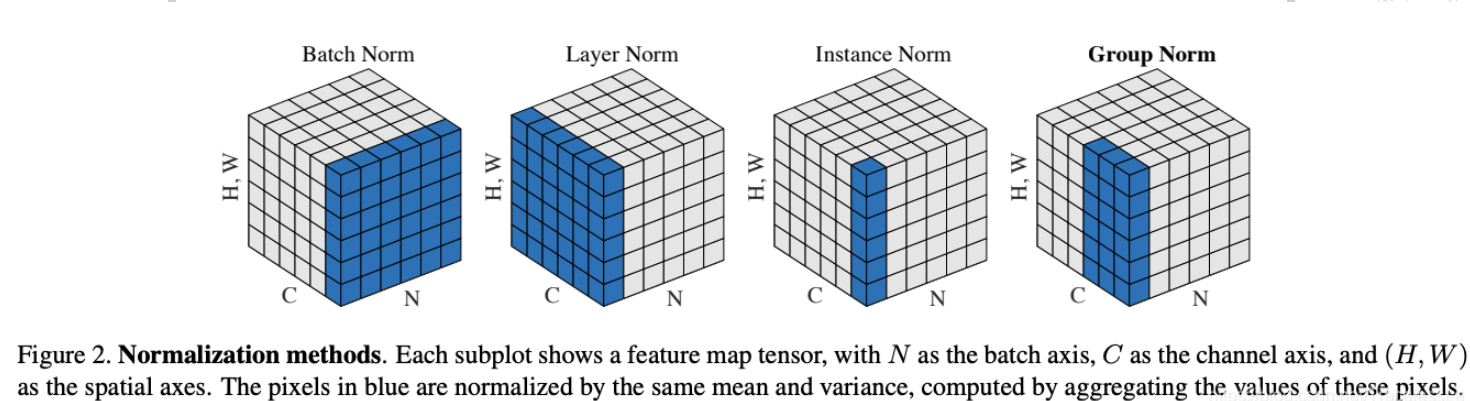 Batch Norm
Layer Norm
Instance Norm
Group Norm
H, W
C
N
H, W
C
N
H, W
C
N
H, W
C
N
Figure 2. Normalization methods. Each subplot shows a feature map tensor, with N as the batch axis, C as the channel axis, and (H, W)
as the spatial axes. The pixels in blue are normalized by the same mean and variance, computed by aggregating the values of these pixels.